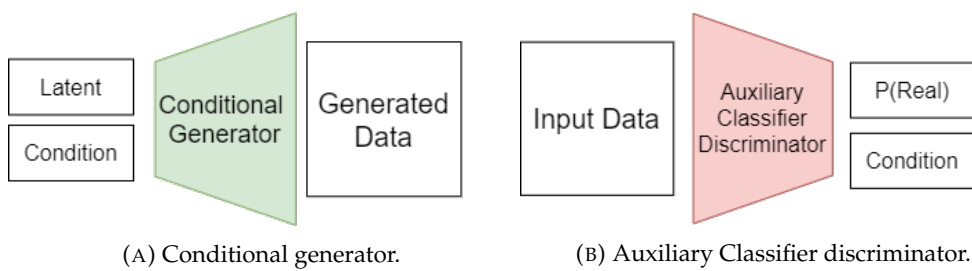 Latent
Condition
Conditional
Generator
Generated
Data
(A) Conditional generator.
Input Data
Auxiliary
Classifier
Discriminator
P(Real)
Condition
(B) Auxiliary Classifier discriminator.